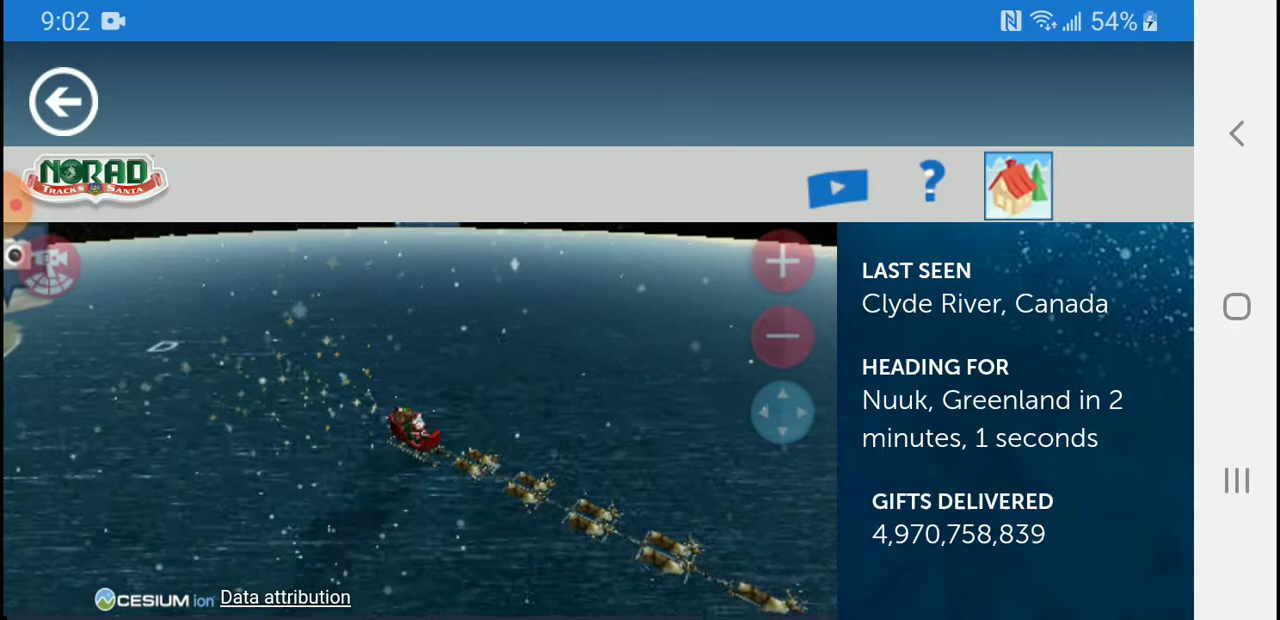 9:02
54%
NORAD
TRACKS SANTA
?
LAST SEEN
Clyde River, Canada
HEADING FOR
Nuuk, Greenland in 2
minutes, 1 seconds
GIFTS DELIVERED
4,970,758,839
CESIUM ion Data attribution